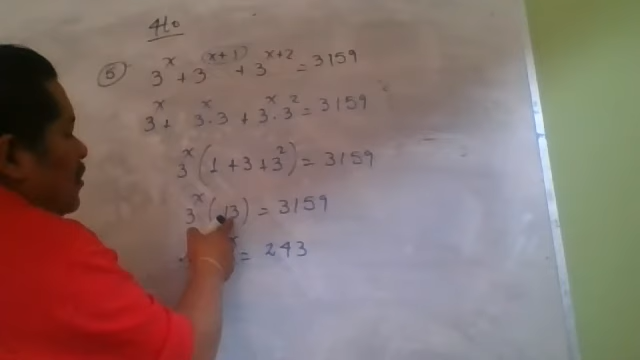 4to
⑤ 3^x + 3^(x+1) + 3^x+2 = 3159
3^x + 3^x . 3 + 3^x . 3^2 = 3159
3^x (1 + 3 + 3^2) = 3159
3^x (13) = 3159
x = 243